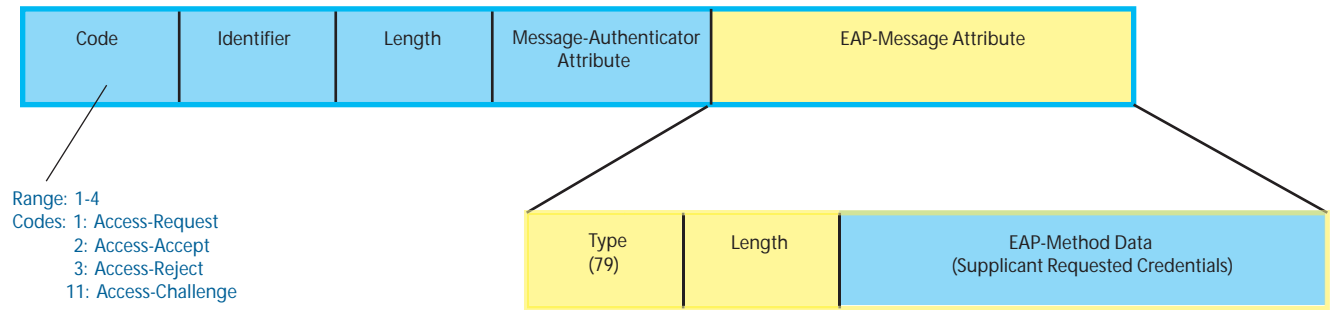 Code
Identifier
Length
Message-Authenticator
Attribute
EAP-Message Attribute
Range: 1-4
Codes: 1: Access-Request
2: Access-Accept
3: Access-Reject
11: Access-Challenge
Type
(79)
Length
EAP-Method Data
(Supplicant Requested Credentials)